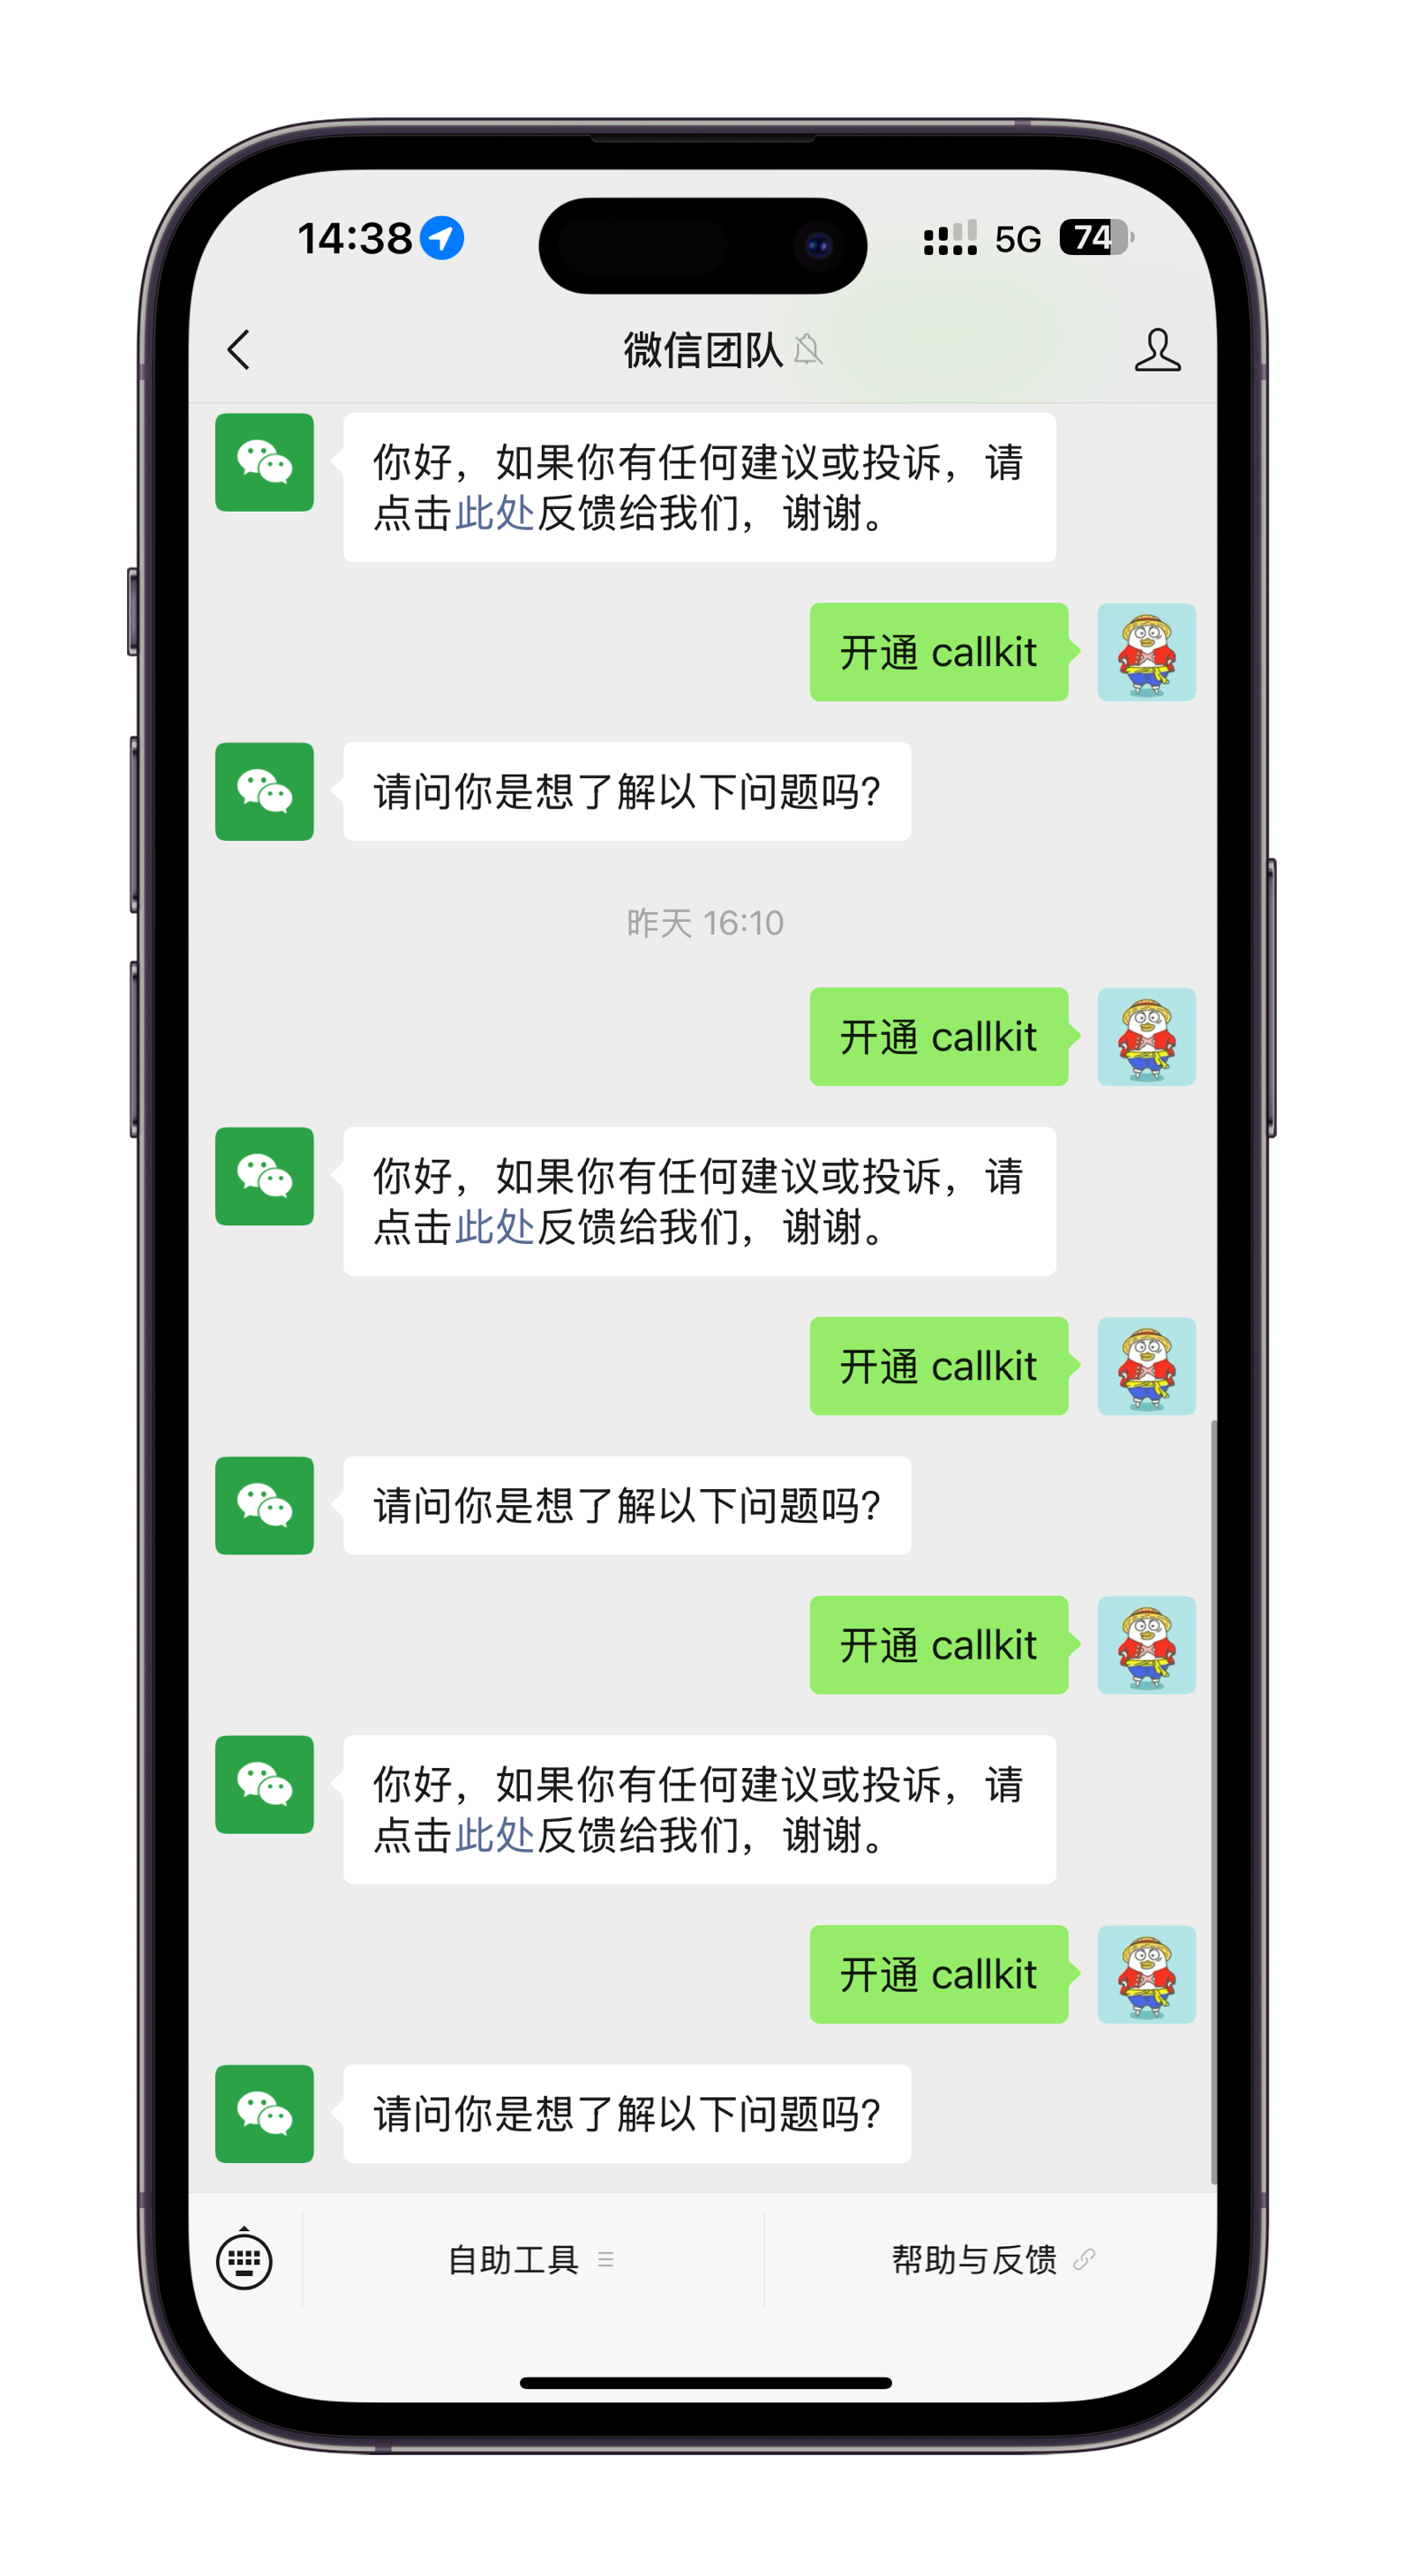 14:38 5G 74
微信团队
你好，如果你有任何建议或投诉，请
点击此处反馈给我们，谢谢。
开通 callkit
请问你是想了解以下问题吗?
昨天 16:10
开通 callkit
你好，如果你有任何建议或投诉，请
点击此处反馈给我们，谢谢。
开通 callkit
请问你是想了解以下问题吗?
开通 callkit
你好，如果你有任何建议或投诉，请
点击此处反馈给我们，谢谢。
开通 callkit
请问你是想了解以下问题吗?
自助工具 帮助与反馈